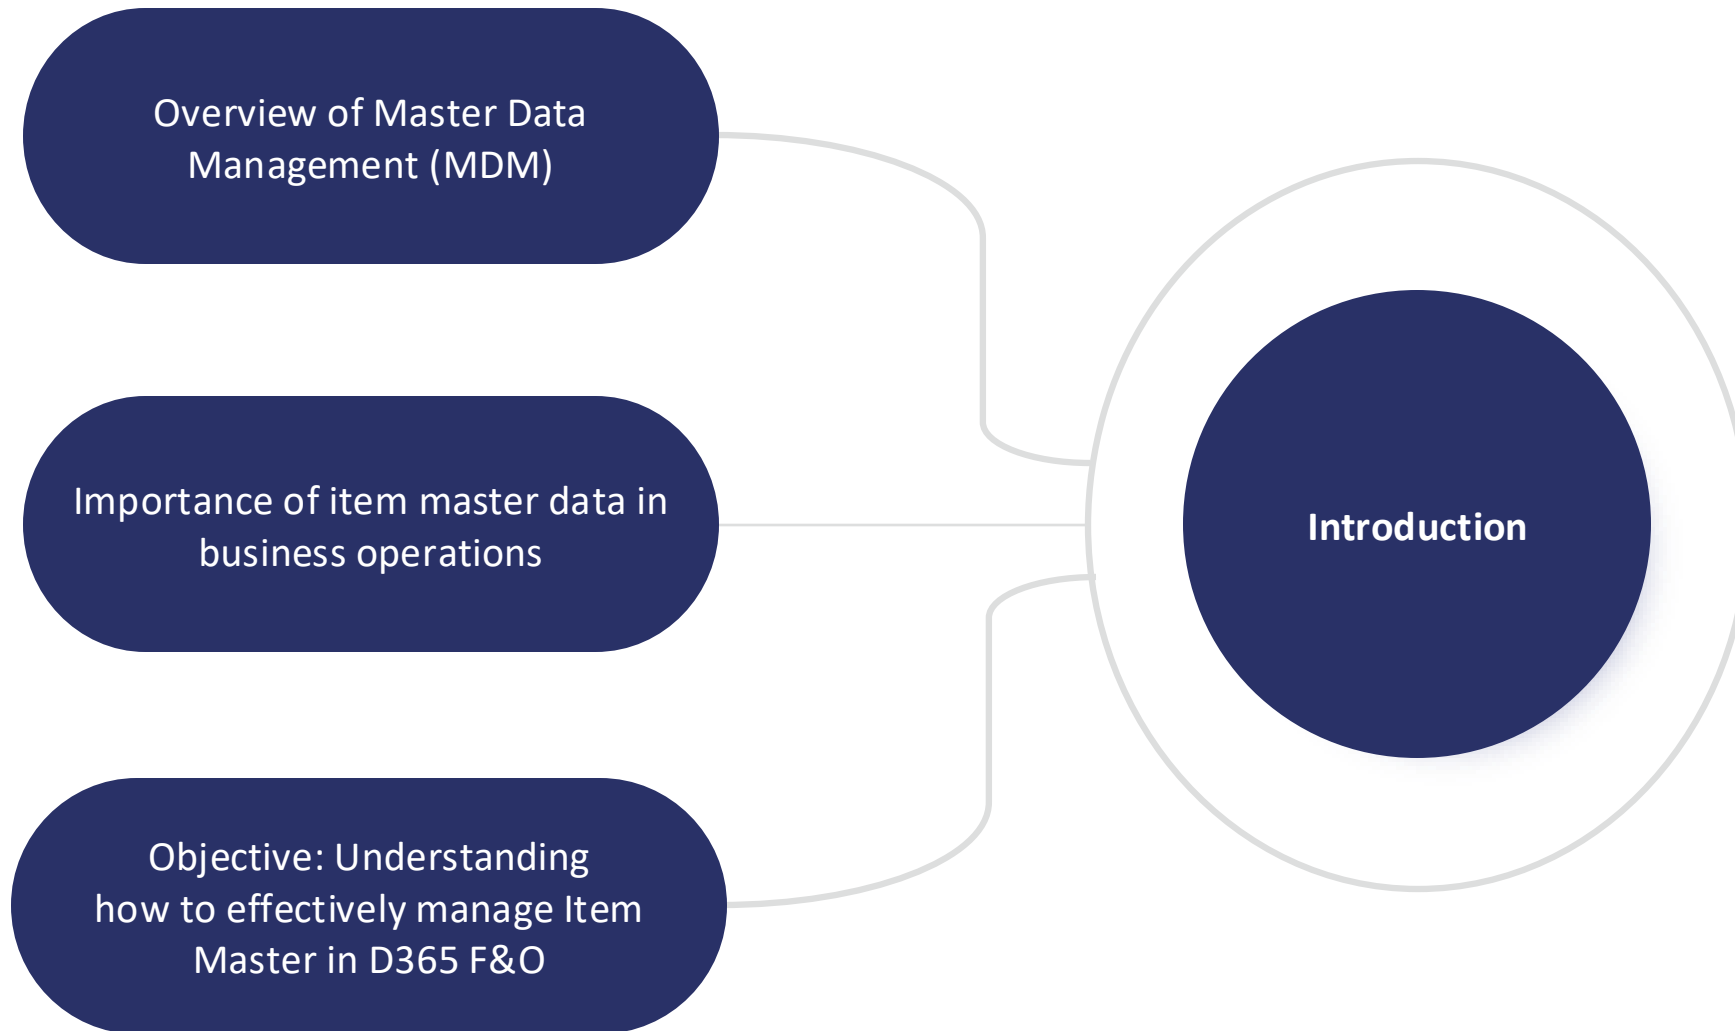 Overview of Master Data
Management (MDM)
Importance of item master data in
business operations
Objective: Understanding
how to effectively manage Item
Master in D365 F&O
Introduction